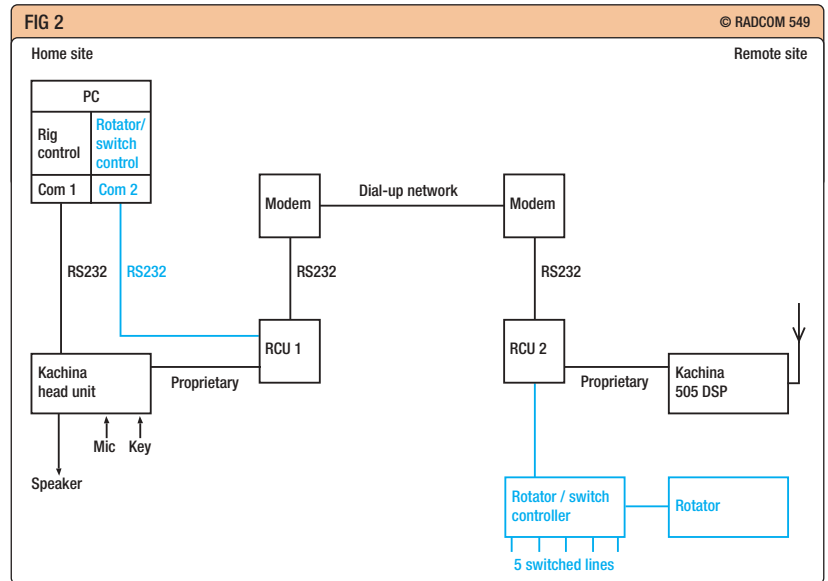 FIG 2
© RADCOM 549
Home site
Remote site
PC
Rig
control
Rotator/
switch
control
Com 1
Com 2
Modem
Dial-up network
Modem
RS232
RS232
RS232
RS232
RCU 1
RCU 2
Kachina
head unit
Proprietary
Proprietary
Kachina
505 DSP
Mic
Key
Speaker
Rotator / switch
controller
Rotator
5 switched lines